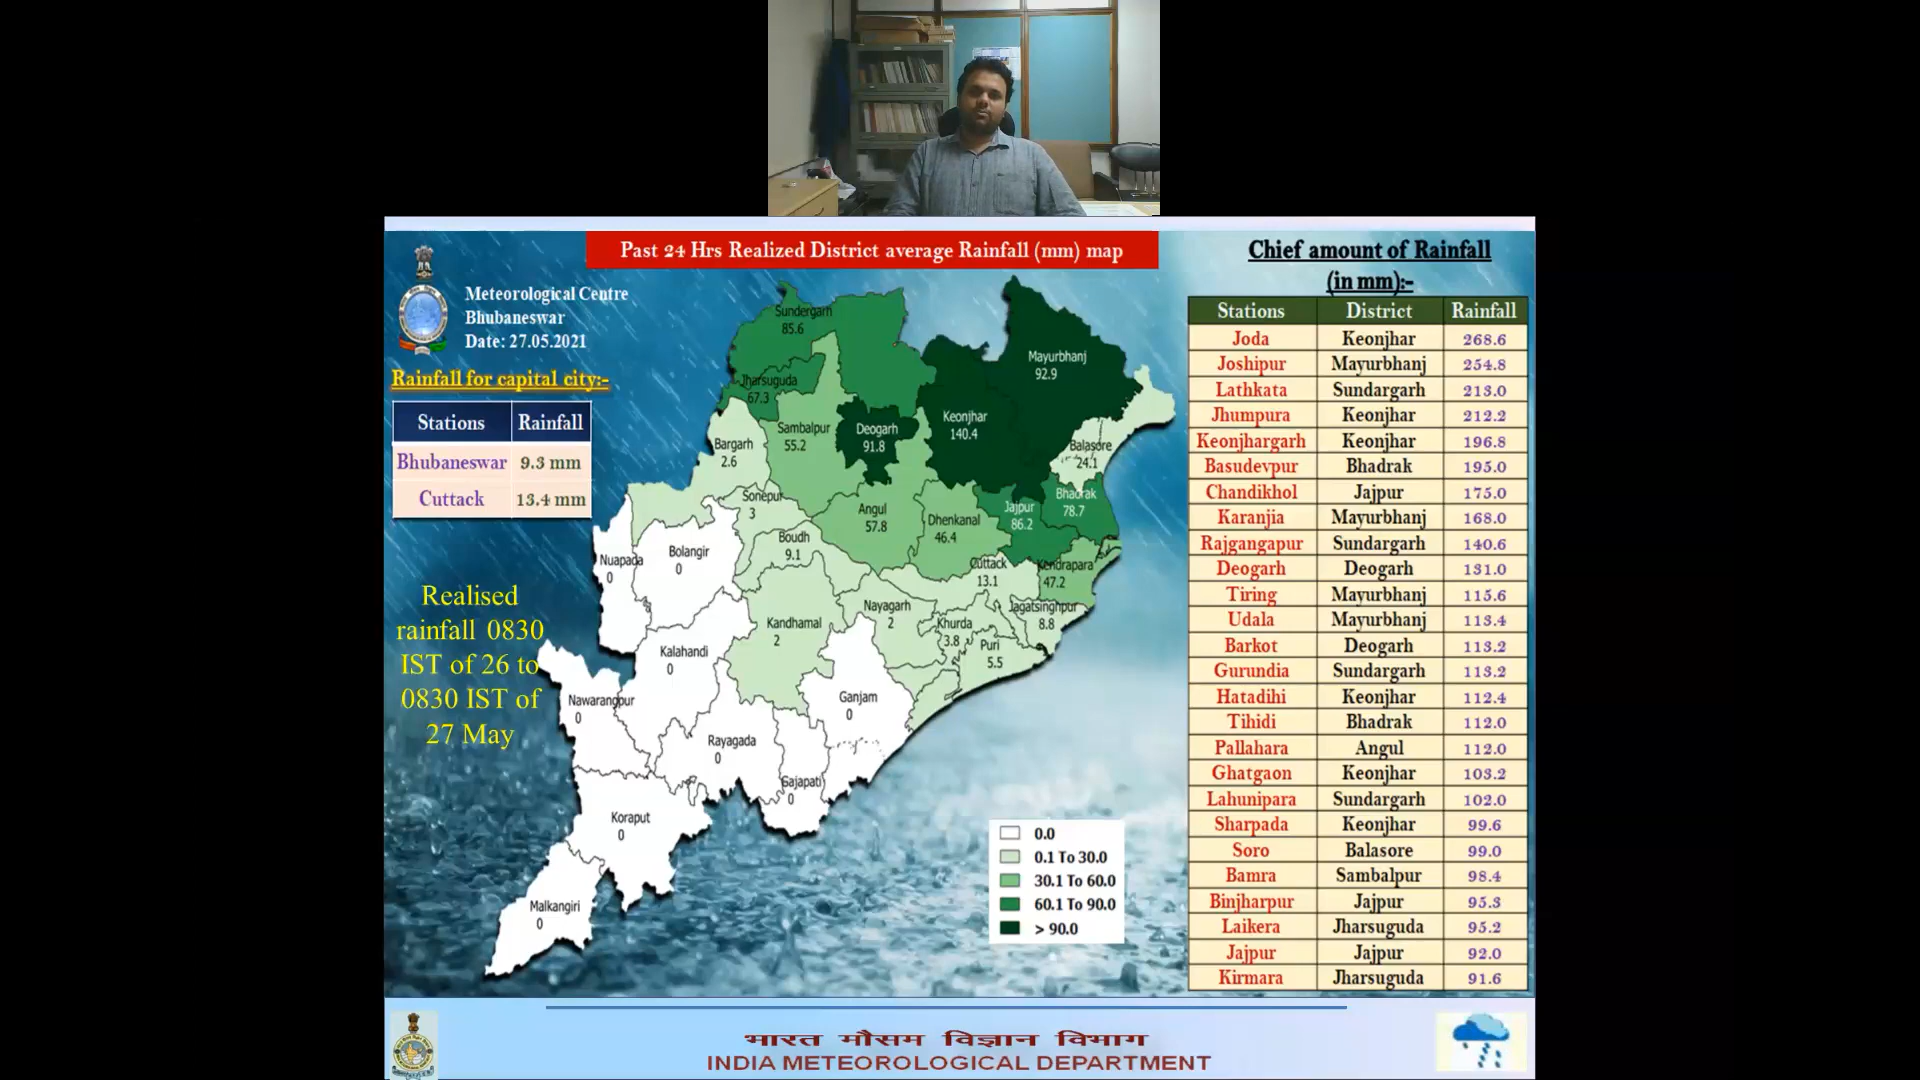 Past 24 Hrs Realized District average Rainfall (mm) map
Meteorological Centre
Bhubaneswar
Date: 27.05.2021
Rainfall for capital city:-
Stations Rainfall
Bhubaneswar 9.3 mm
Cuttack 13.4 mm
Realised
rainfall 0830
IST of 26 to
0830 IST of
27 May
Sundergarh
85.6
Jharsuguda
67.3
Mayurbhanj
92.9
Keonjhar
140.4
Deogarh
91.8
Sambalpur
55.2
Bargarh
2.6
Balasore
24.1
Bhadrak
78.7
Jajpur
86.2
Sonepur
3
Angul
57.8
Dhenkanal
46.4
Boudh
9.1
Bolangir
0
Nuapada
0
Cuttack
13.1
Kendrapara
47.2
Jagatsinghpur
8.8
Nayagarh
2
Khurda
3.8
Puri
5.5
Kandhamal
2
Kalahandi
0
Ganjam
0
Nawarangpur
0
Rayagada
0
Gajapati
0
Koraput
0
Malkangiri
0
0.0
0.1 To 30.0
30.1 To 60.0
60.1 To 90.0
> 90.0
Chief amount of Rainfall
(in mm):-
Stations District Rainfall
Joda Keonjhar 268.6
Joshipur Mayurbhanj 254.8
Lathkata Sundargarh 213.0
Jhumpura Keonjhar 212.2
Keonjhargarh Keonjhar 196.8
Basudevpur Bhadrak 195.0
Chandikhol Jajpur 175.0
Karanjia Mayurbhanj 168.0
Rajgangapur Sundargarh 140.6
Deogarh Deogarh 131.0
Tiring Mayurbhanj 115.6
Udala Mayurbhanj 113.4
Barkot Deogarh 113.2
Gurundia Sundargarh 113.2
Hatadihi Keonjhar 112.4
Tihidi Bhadrak 112.0
Pallahara Angul 112.0
Ghatgaon Keonjhar 103.2
Lahunipara Sundargarh 102.0
Sharpada Keonjhar 99.6
Soro Balasore 99.0
Bamra Sambalpur 98.4
Binjharpur Jajpur 95.3
Laikera Jharsuguda 95.2
Jajpur Jajpur 92.0
Kirmara Jharsuguda 91.6
भारत मौसम विज्ञान विभाग
INDIA METEOROLOGICAL DEPARTMENT